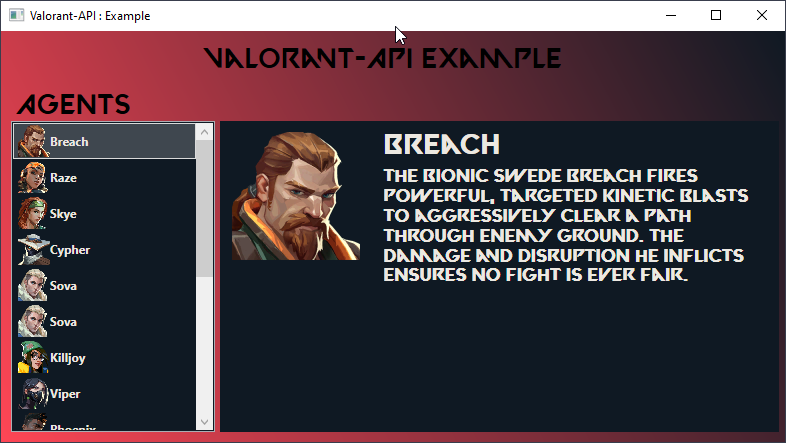 Valorant-API : Example
VALORANT-API EXAMPLE
AGENTS
Breach
Raze
Skye
Cypher
Sova
Sova
Killjoy
Viper
Phoenix
BREACH
THE BIONIC SWEDE BREACH FIRES
POWERFUL, TARGETED KINETIC BLASTS
TO AGGRESSIVELY CLEAR A PATH
THROUGH ENEMY GROUND. THE
DAMAGE AND DISRUPTION HE INFLICTS
ENSURES NO FIGHT IS EVER FAIR.